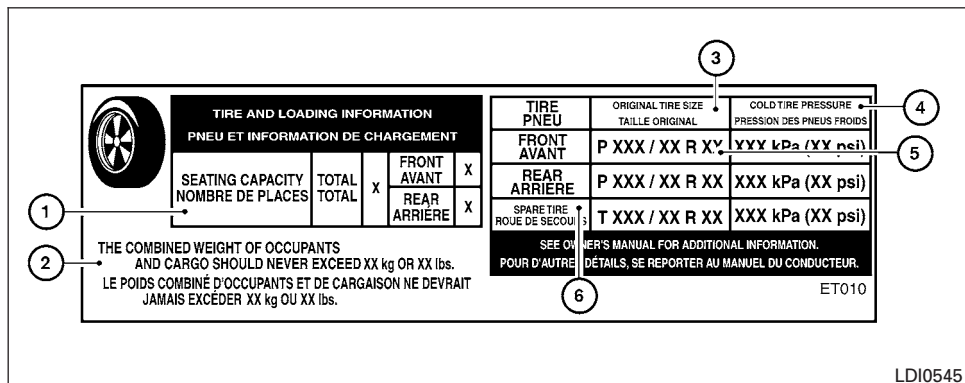 TIRE AND LOADING INFORMATION
PNEU ET INFORMATION DE CHARGEMENT
SEATING CAPACITY
NOMBRE DE PLACES
TOTAL
TOTAL
X
FRONT
AVANT
X
REAR
ARRIÈRE
X
THE COMBINED WEIGHT OF OCCUPANTS
AND CARGO SHOULD NEVER EXCEED XX kg OR XX lbs.
LE POIDS COMBINÉ D'OCCUPANTS ET DE CARGAISON NE DEVRAIT
JAMAIS EXCÉDER XX kg OU XX lbs.
TIRE
PNEU
ORIGINAL TIRE SIZE
TAILLE ORIGINAL
COLD TIRE PRESSURE
PRESSION DES PNEUS FROIDS
FRONT
AVANT
P XXX / XX R XX
XXX kPa (XX psi)
REAR
ARRIÈRE
P XXX / XX R XX
XXX kPa (XX psi)
SPARE TIRE
ROUE DE SECOURS
T XXX / XX R XX
XXX kPa (XX psi)
SEE OWNER'S MANUAL FOR ADDITIONAL INFORMATION.
POUR D'AUTRES DÉTAILS, SE REPORTER AU MANUEL DU CONDUCTEUR.
ET010
1
2
3
4
5
6
LDI0545